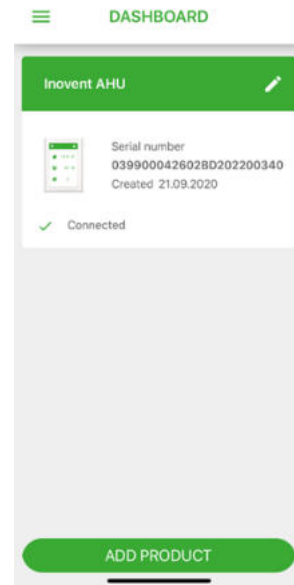 DASHBOARD
Inovent AHU
Serial number
039900042602BD202200340
Created 21.09.2020
Connected
ADD PRODUCT